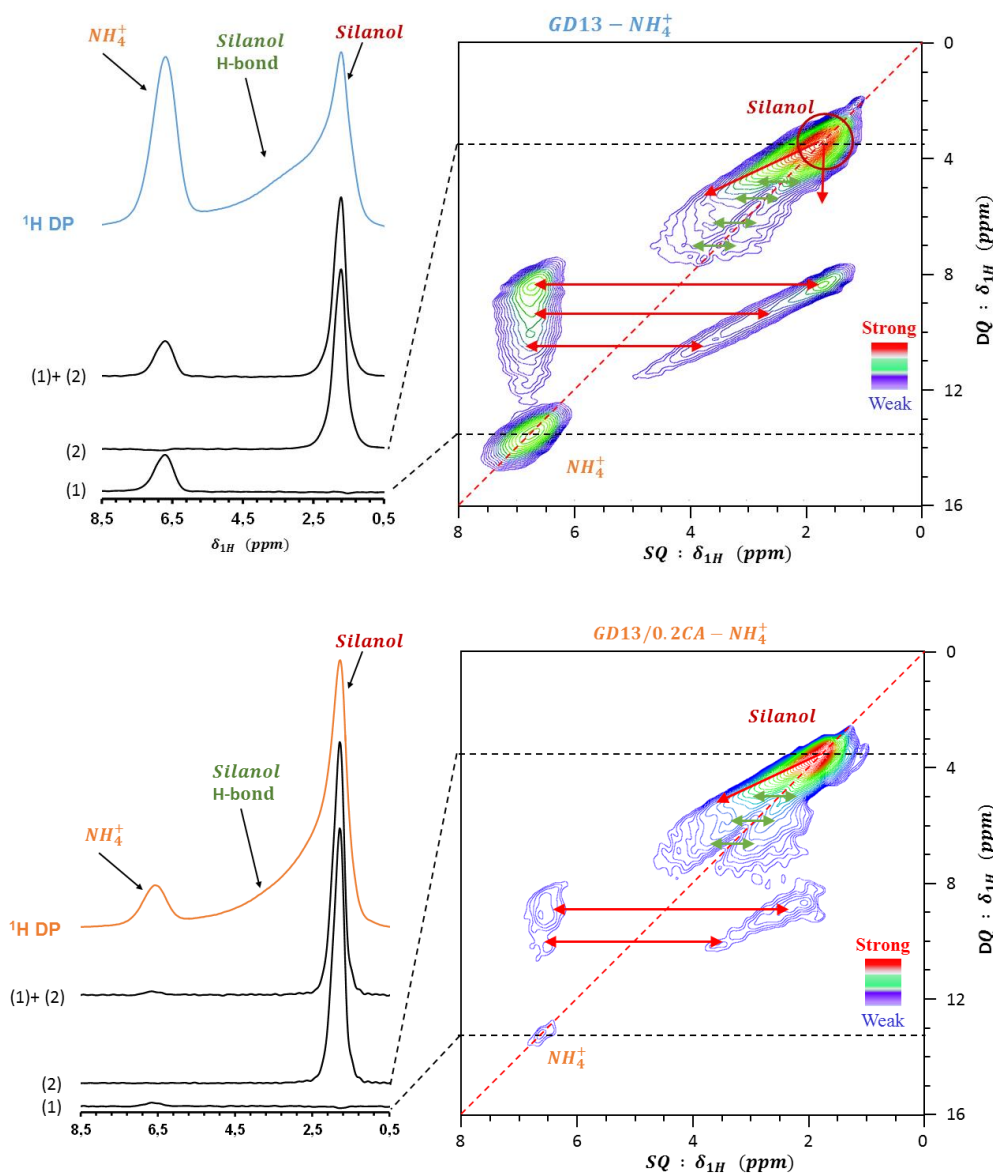 GD13 − NH₄⁺
NH₄⁺
Silanol
H-bond
Silanol
¹H DP
(1)+ (2)
(2)
(1)
8,5 6,5 4,5 2,5 0,5
δ₁H (ppm)
Silanol
NH₄⁺
Strong
Weak
0
4
8
12
16
DQ : δ₁H (ppm)
8 6 4 2 0
SQ : δ₁H (ppm)
GD13/0.2CA − NH₄⁺
Silanol
Silanol
H-bond
NH₄⁺
¹H DP
(1)+ (2)
(2)
(1)
8,5 6,5 4,5 2,5 0,5
δ₁H (ppm)
Silanol
NH₄⁺
Strong
Weak
0
4
8
12
16
DQ : δ₁H (ppm)
8 6 4 2 0
SQ : δ₁H (ppm)